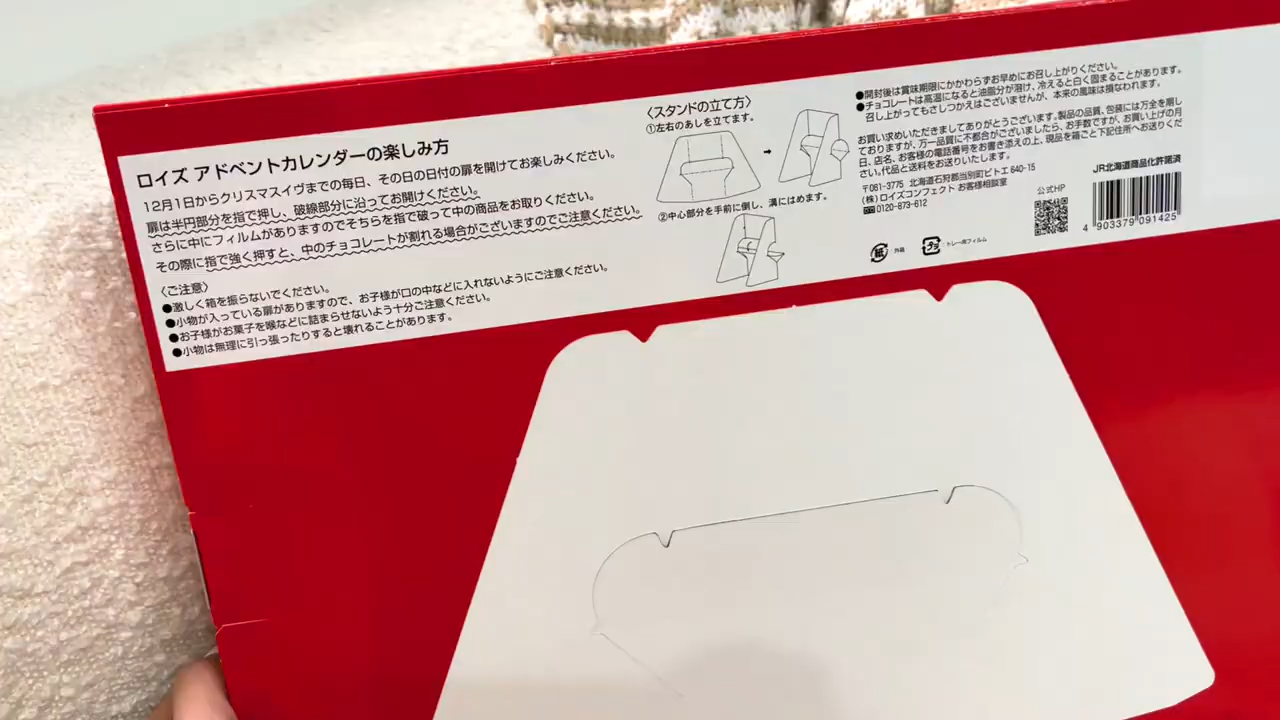 ロイズ アドベントカレンダーの楽しみ方
12月1日からクリスマスイヴまでの毎日、その日の日付の扉を開けてお楽しみください。
扉は半円部分を指で押し、破線部分に沿ってお開けください。
さらに中にフィルムがありますのでそちらを指で破って中の商品をお取りください。
その際に指で強く押すと、中のチョコレートが割れる場合がございますのでご注意ください。
〈ご注意〉
●激しく箱を振らないでください。
●小物が入っている扉がありますので、お子様が口の中などに入れないようにご注意ください。
●お子様がお菓子を喉などに詰まらせないよう十分ご注意ください。
●小物は無理に引っ張ったりすると壊れることがあります。
〈スタンドの立て方〉
①左右のあしを立てます。
②中心部分を手前に倒し、溝にはめます。
●開封後は賞味期限にかかわらずお早めにお召し上がりください。
●チョコレートは高温になると油脂分が溶け、冷えると白く固まることがあります。
召し上がってもさしつかえはございませんが、本来の風味は損なわれます。
お買い求めいただきましてありがとうございます。製品の品質、包装には万全を期し
ておりますが、万一品質に不都合がございましたら、お手数ですが、お買い上げの月
日、店名、お客様の電話番号をお書き添えの上、現品を箱ごと下記住所へお送りくだ
さい。代品と送料をお送りいたします。
〒061-3775 北海道石狩郡当別町ビトエ640-15
(株)ロイズコンフェクト お客様相談室
0120-873-612
公式HP
JR北海道商品化許諾済
4 903379 091425
紙 外箱
プラ トレー・フィルム